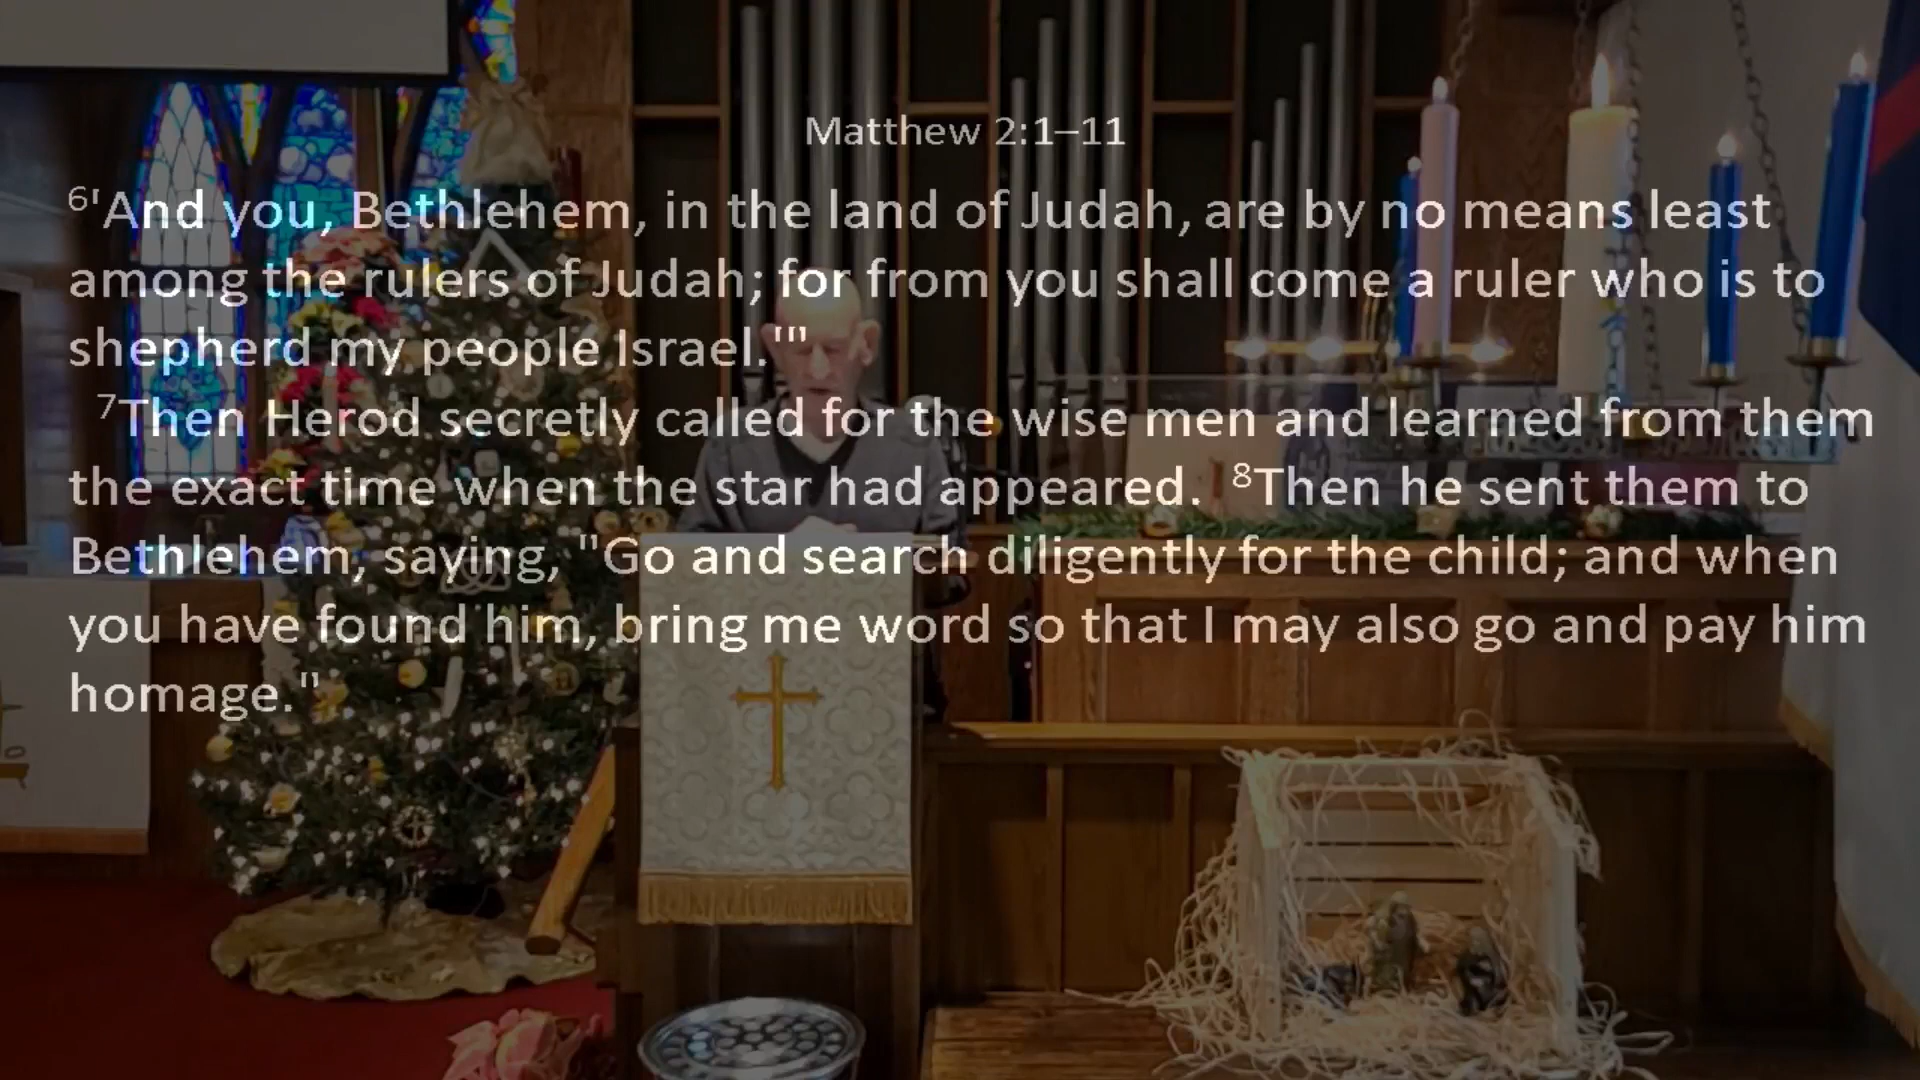 Matthew 2:1–11
6'And you, Bethlehem, in the land of Judah, are by no means least
among the rulers of Judah; for from you shall come a ruler who is to
shepherd my people Israel.'"
7Then Herod secretly called for the wise men and learned from them
the exact time when the star had appeared. 8Then he sent them to
Bethlehem, saying, "Go and search diligently for the child; and when
you have found him, bring me word so that I may also go and pay him
homage."